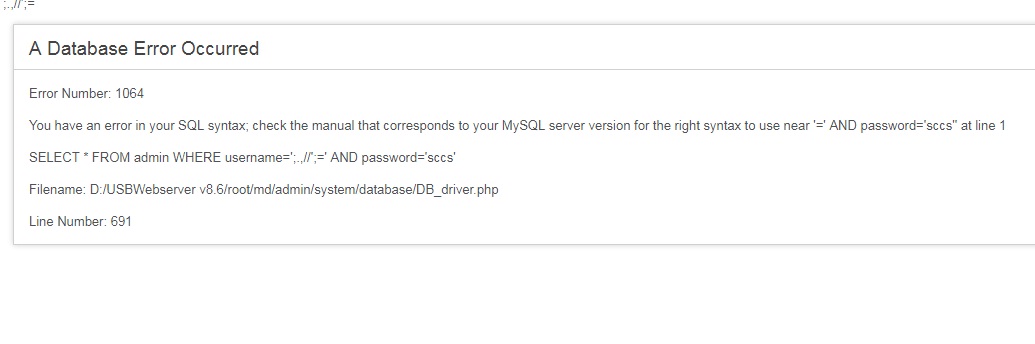 ;.,//';=
A Database Error Occurred
Error Number: 1064
You have an error in your SQL syntax; check the manual that corresponds to your MySQL server version for the right syntax to use near '=' AND password='sccs'' at line 1
SELECT * FROM admin WHERE username=';.,//';=' AND password='sccs'
Filename: D:/USBWebserver v8.6/root/md/admin/system/database/DB_driver.php
Line Number: 691